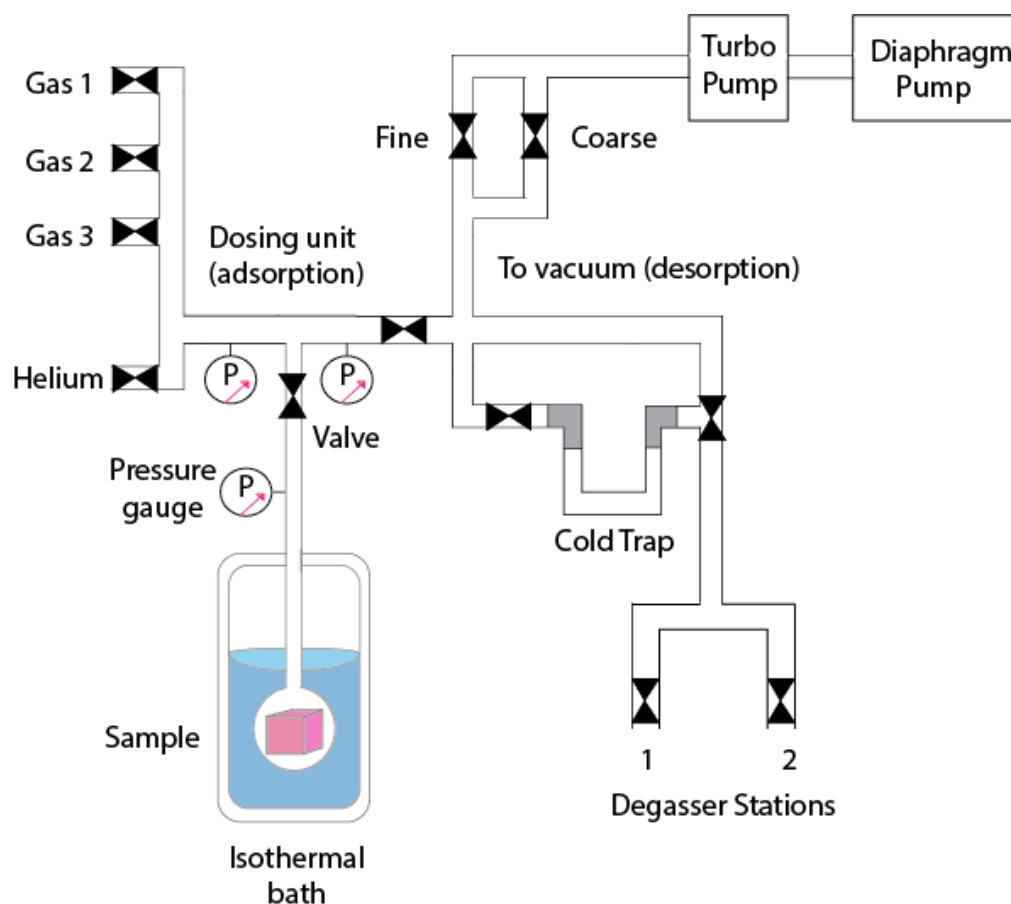 Gas 1
Gas 2
Gas 3
Helium
Dosing unit
(adsorption)
Fine
Coarse
Turbo
Pump
Diaphragm
Pump
To vacuum (desorption)
P
P
Valve
Pressure
gauge
P
Cold Trap
Sample
Isothermal
bath
1
2
Degasser Stations